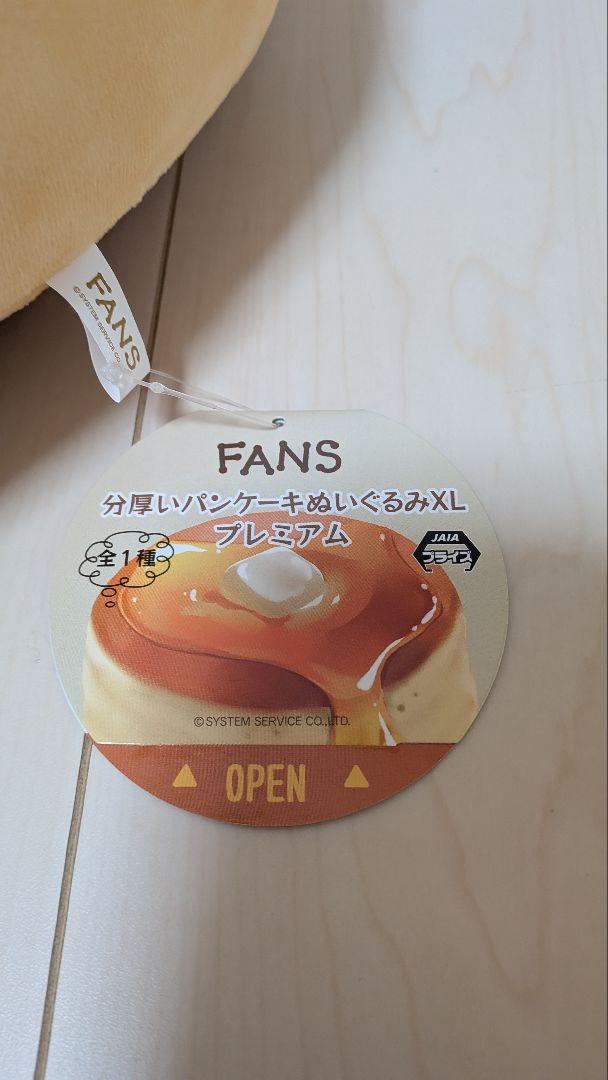 FANS
©SYSTEM SERVICE CO.,
FANS
分厚いパンケーキぬいぐるみXL
プレミアム
全1種
JAIA
プライズ
©SYSTEM SERVICE CO.,LTD.
OPEN